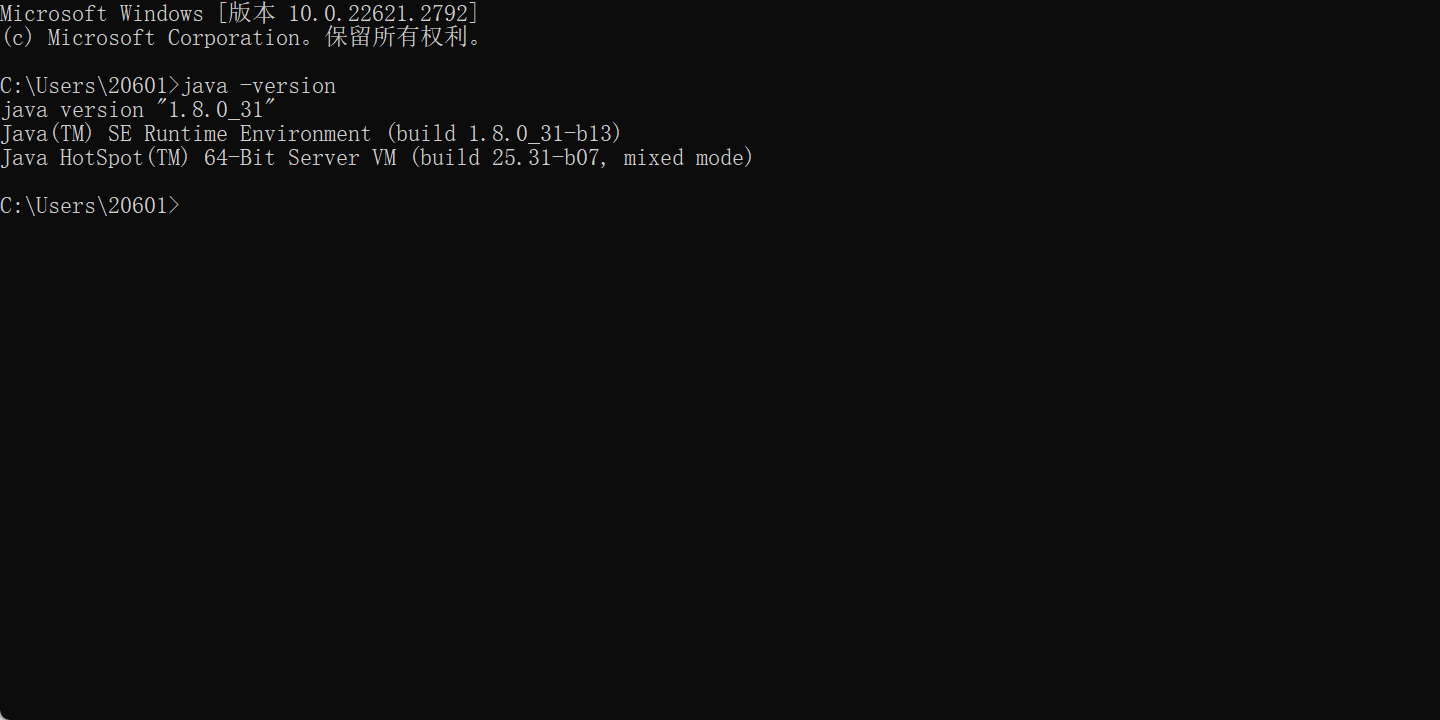 Microsoft Windows [版本 10.0.22621.2792]
(c) Microsoft Corporation。保留所有权利。
C:\Users\20601>java -version
java version "1.8.0_31"
Java(TM) SE Runtime Environment (build 1.8.0_31-b13)
Java HotSpot(TM) 64-Bit Server VM (build 25.31-b07, mixed mode)
C:\Users\20601>